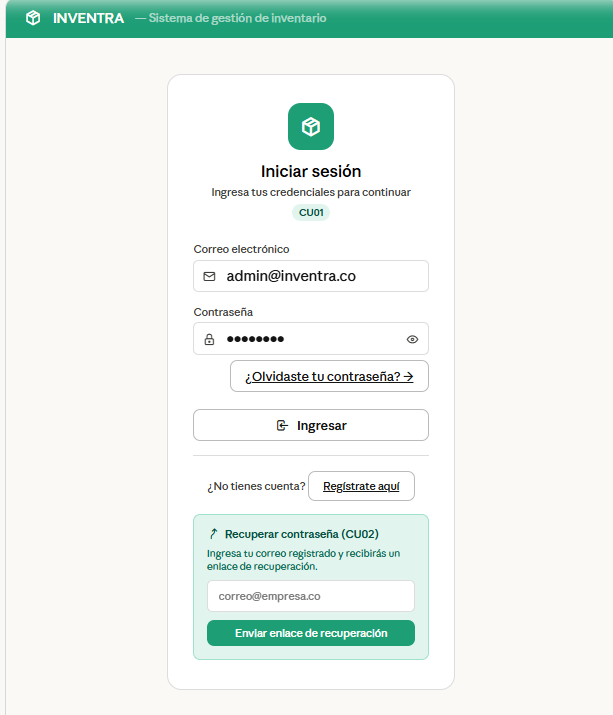 INVENTRA — Sistema de gestión de inventario
Iniciar sesión
Ingresa tus credenciales para continuar
CU01
Correo electrónico
admin@inventra.co
Contraseña
••••••••
¿Olvidaste tu contraseña? →
Ingresar
¿No tienes cuenta? Regístrate aquí
Recuperar contraseña (CU02)
Ingresa tu correo registrado y recibirás un
enlace de recuperación.
correo@empresa.co
Enviar enlace de recuperación